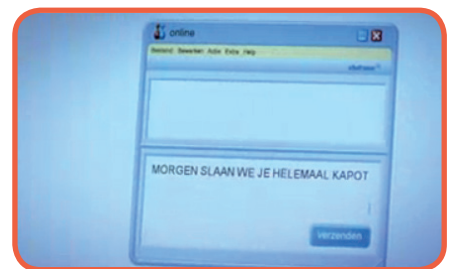 online
Bestand Bewerken Actie Extra Help
MORGEN SLAAN WE JE HELEMAAL KAPOT
Verzenden